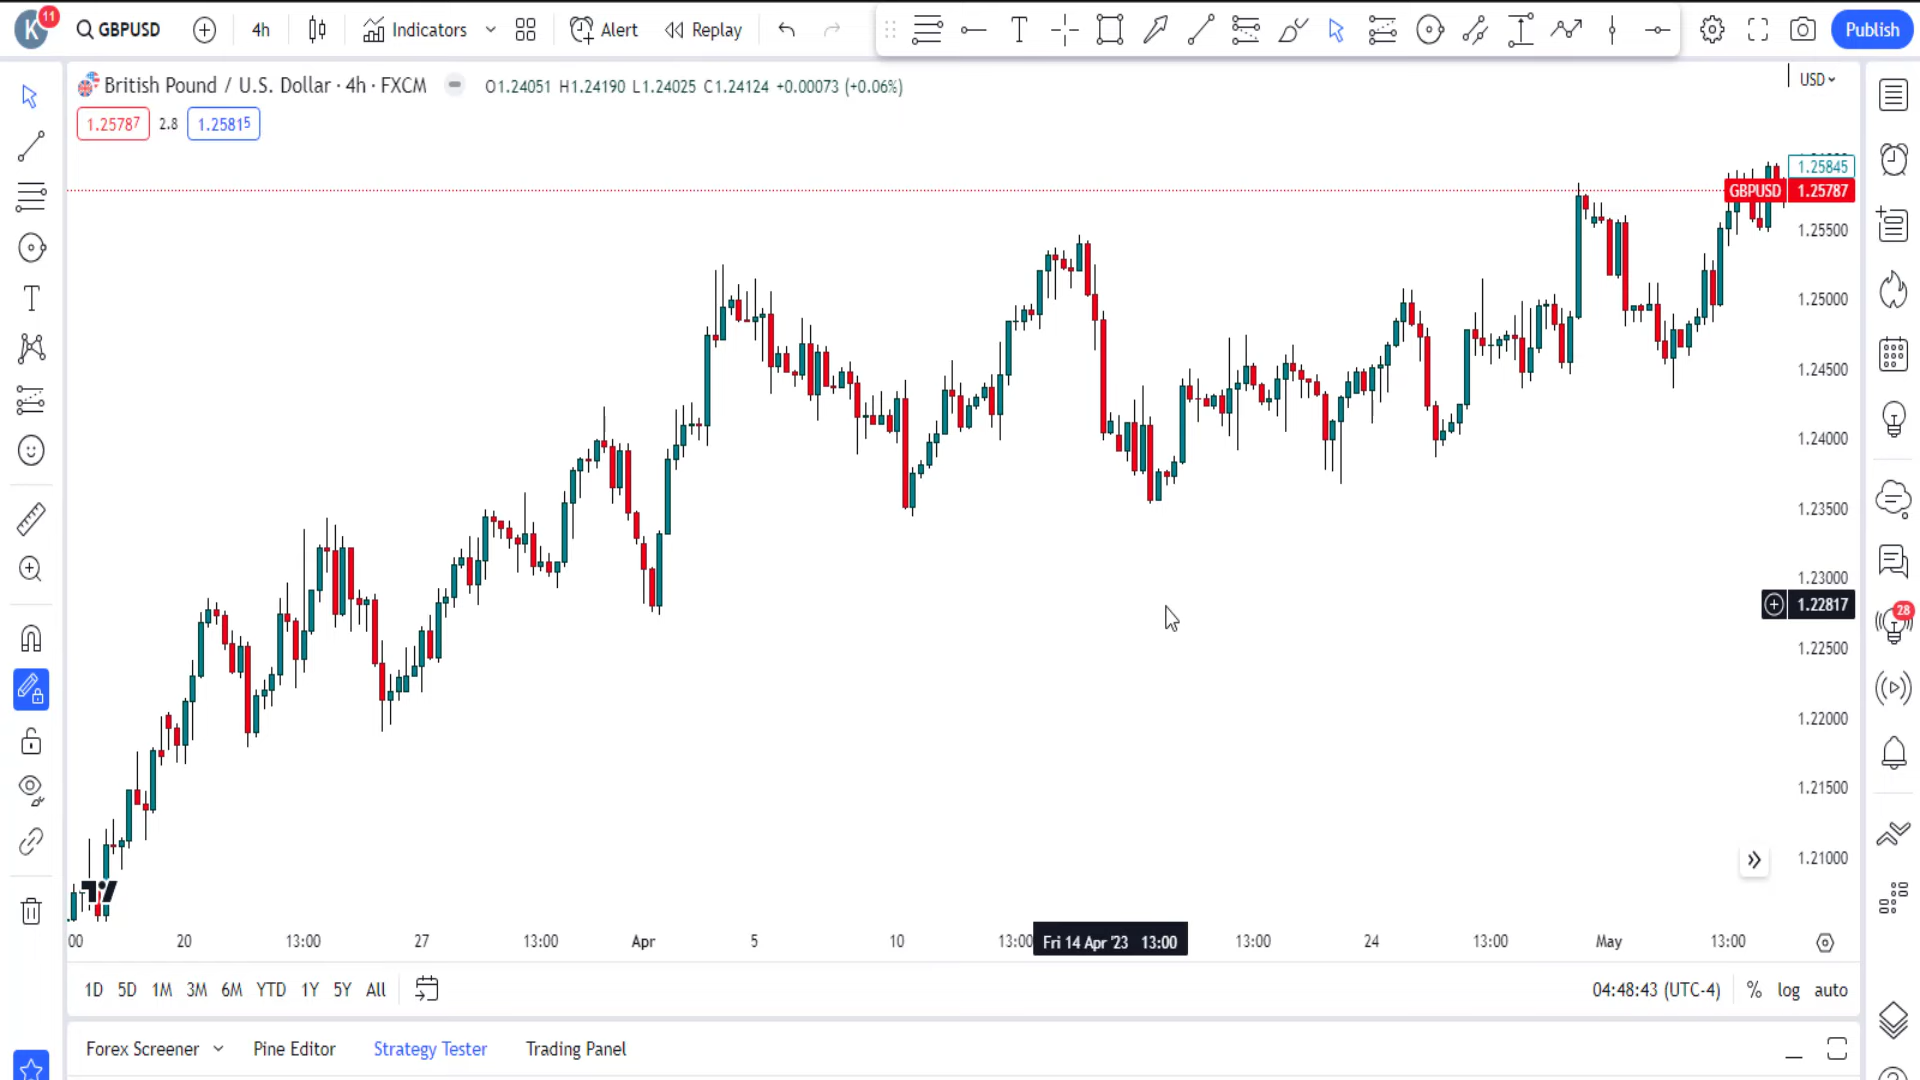 K 11 GBPUSD 4h Indicators Alert Replay T Publish
British Pound / U.S. Dollar · 4h · FXCM O1.24051 H1.24190 L1.24025 C1.24124 +0.00073 (+0.06%) USD
1.25787 2.8 1.25815
1.25845
GBPUSD 1.25787
1.25500
1.25000
1.24500
1.24000
1.23500
1.23000
1.22817
28
1.22500
1.22000
1.21500
1.21000
00 20 13:00 27 13:00 Apr 5 10 13:00 Fri 14 Apr '23 13:00 13:00 24 13:00 May 13:00
1D 5D 1M 3M 6M YTD 1Y 5Y All 04:48:43 (UTC-4) % log auto
Forex Screener Pine Editor Strategy Tester Trading Panel